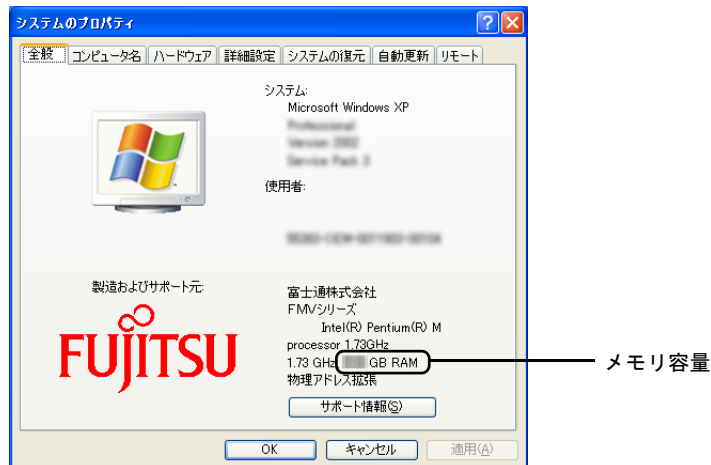 システムのプロパティ
全般 コンピュータ名 ハードウェア 詳細設定 システムの復元 自動更新 リモート
システム:
Microsoft Windows XP
使用者:
製造およびサポート元:
FUJITSU
富士通株式会社
FMVシリーズ
Intel(R) Pentium(R) M
processor 1.73GHz
1.73 GHz GB RAM
メモリ容量
物理アドレス拡張
サポート情報(S)
OK キャンセル 適用(A)